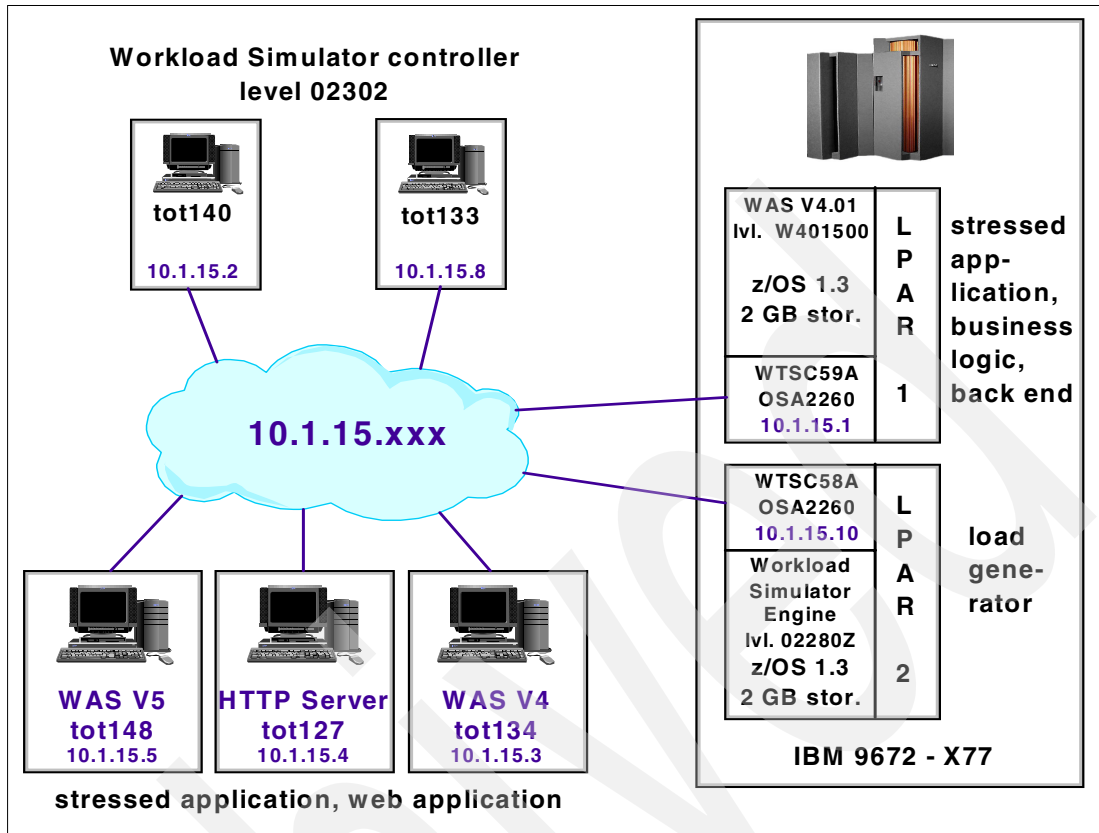 Workload Simulator controller
level 02302
tot140
10.1.15.2
tot133
10.1.15.8
10.1.15.xxx
WAS V5
tot148
10.1.15.5
HTTP Server
tot127
10.1.15.4
WAS V4
tot134
10.1.15.3
stressed application, web application
WAS V4.01
lvl. W401500
z/OS 1.3
2 GB stor.
WTSC59A
OSA2260
10.1.15.1
L
P
A
R
1
stressed
app-
lication,
business
logic,
back end
WTSC58A
OSA2260
10.1.15.10
Workload
Simulator
Engine
lvl. 02280Z
z/OS 1.3
2 GB stor.
L
P
A
R
2
load
gene-
rator
IBM 9672 - X77